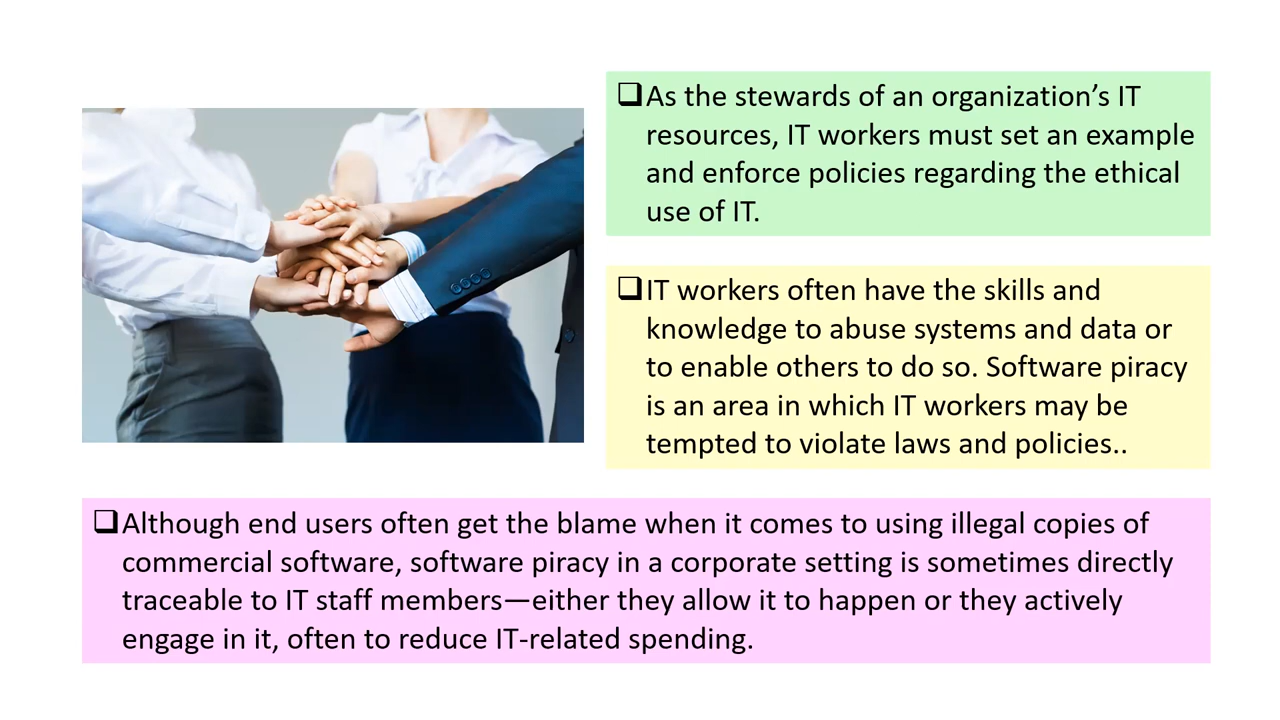 ❑As the stewards of an organization’s IT
resources, IT workers must set an example
and enforce policies regarding the ethical
use of IT.
❑IT workers often have the skills and
knowledge to abuse systems and data or
to enable others to do so. Software piracy
is an area in which IT workers may be
tempted to violate laws and policies..
❑Although end users often get the blame when it comes to using illegal copies of
commercial software, software piracy in a corporate setting is sometimes directly
traceable to IT staff members—either they allow it to happen or they actively
engage in it, often to reduce IT-related spending.